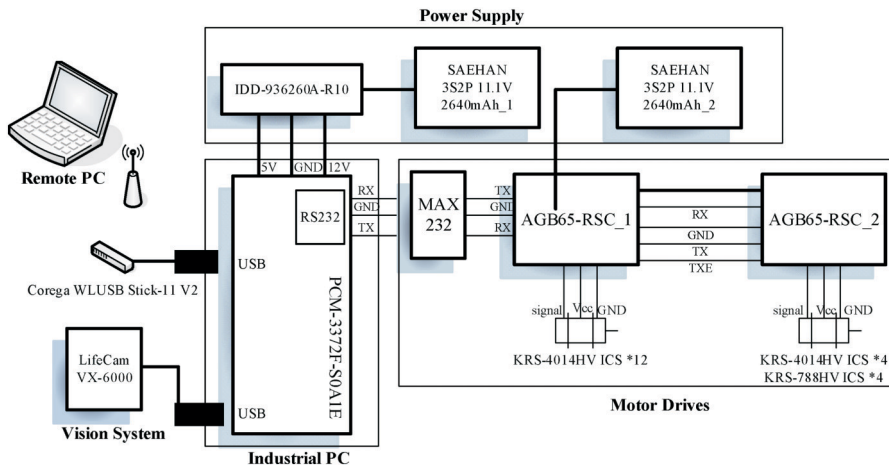 Power Supply
IDD-936260A-R10
SAEHAN
3S2P 11.1V
2640mAh_1
SAEHAN
3S2P 11.1V
2640mAh_2
Remote PC
5V GND 12V
RS232
RX
GND
TX
MAX
232
TX
GND
RX
AGB65-RSC_1
RX
GND
TX
TXE
AGB65-RSC_2
USB
PCM-3372F-S0A1E
Corega WLUSB Stick-11 V2
signal Vcc GND
KRS-4014HV ICS *12
signal Vcc GND
KRS-4014HV ICS *4
KRS-788HV ICS *4
LifeCam
VX-6000
USB
Vision System
Industrial PC
Motor Drives